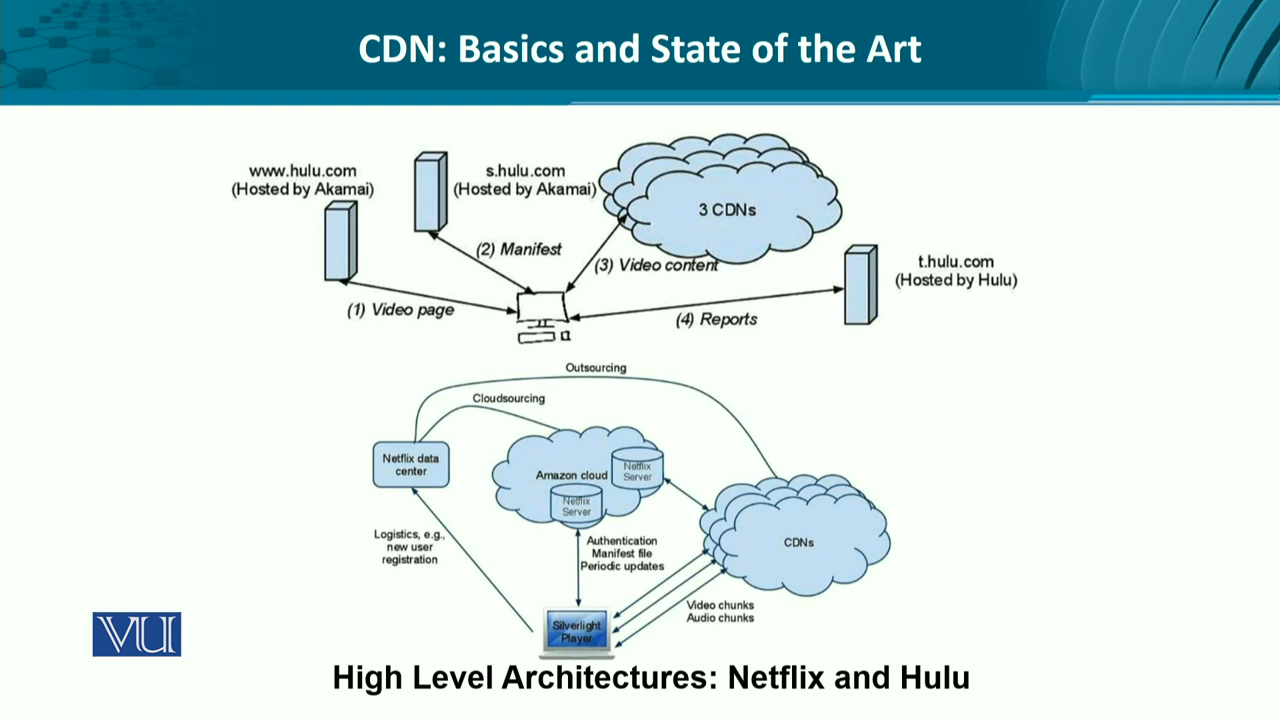 CDN: Basics and State of the Art
www.hulu.com
(Hosted by Akamai)
s.hulu.com
(Hosted by Akamai)
3 CDNs
(2) Manifest
(3) Video content
t.hulu.com
(Hosted by Hulu)
(1) Video page
(4) Reports
Outsourcing
Cloudsourcing
Netflix data
center
Amazon cloud
Netflix
Server
Netflix
Server
Logistics, e.g.,
new user
registration
Authentication
Manifest file
Periodic updates
CDNs
Video chunks
Audio chunks
Silverlight
Player
VU
High Level Architectures: Netflix and Hulu